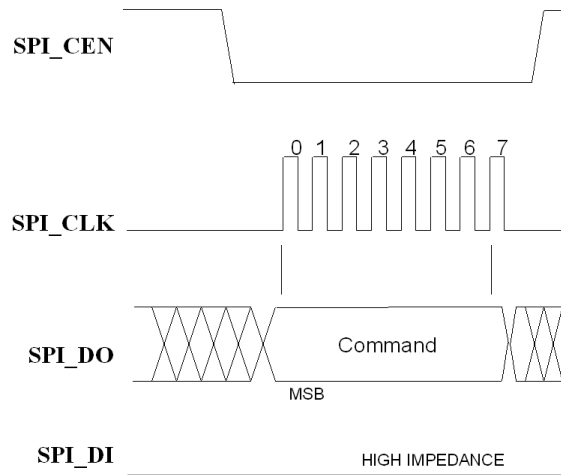 SPI_CEN
0 1 2 3 4 5 6 7
SPI_CLK
SPI_DO
Command
MSB
SPI_DI
HIGH IMPEDANCE